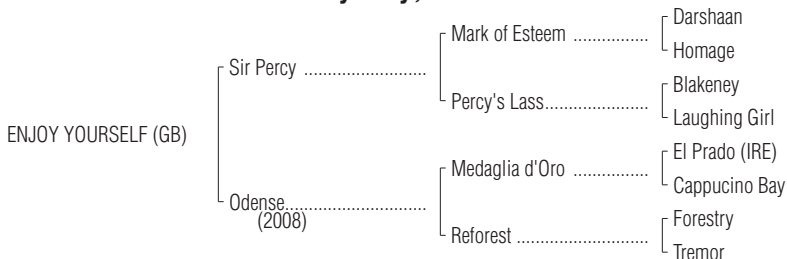 Mark of Esteem ................
Darshaan
Homage
Sir Percy ..........................
Percy's Lass......................
Blakeney
Laughing Girl
ENJOY YOURSELF (GB)
Medaglia d'Oro ................
El Prado (IRE)
Cappucino Bay
Odense..............................
(2008)
Reforest ............................
Forestry
Tremor